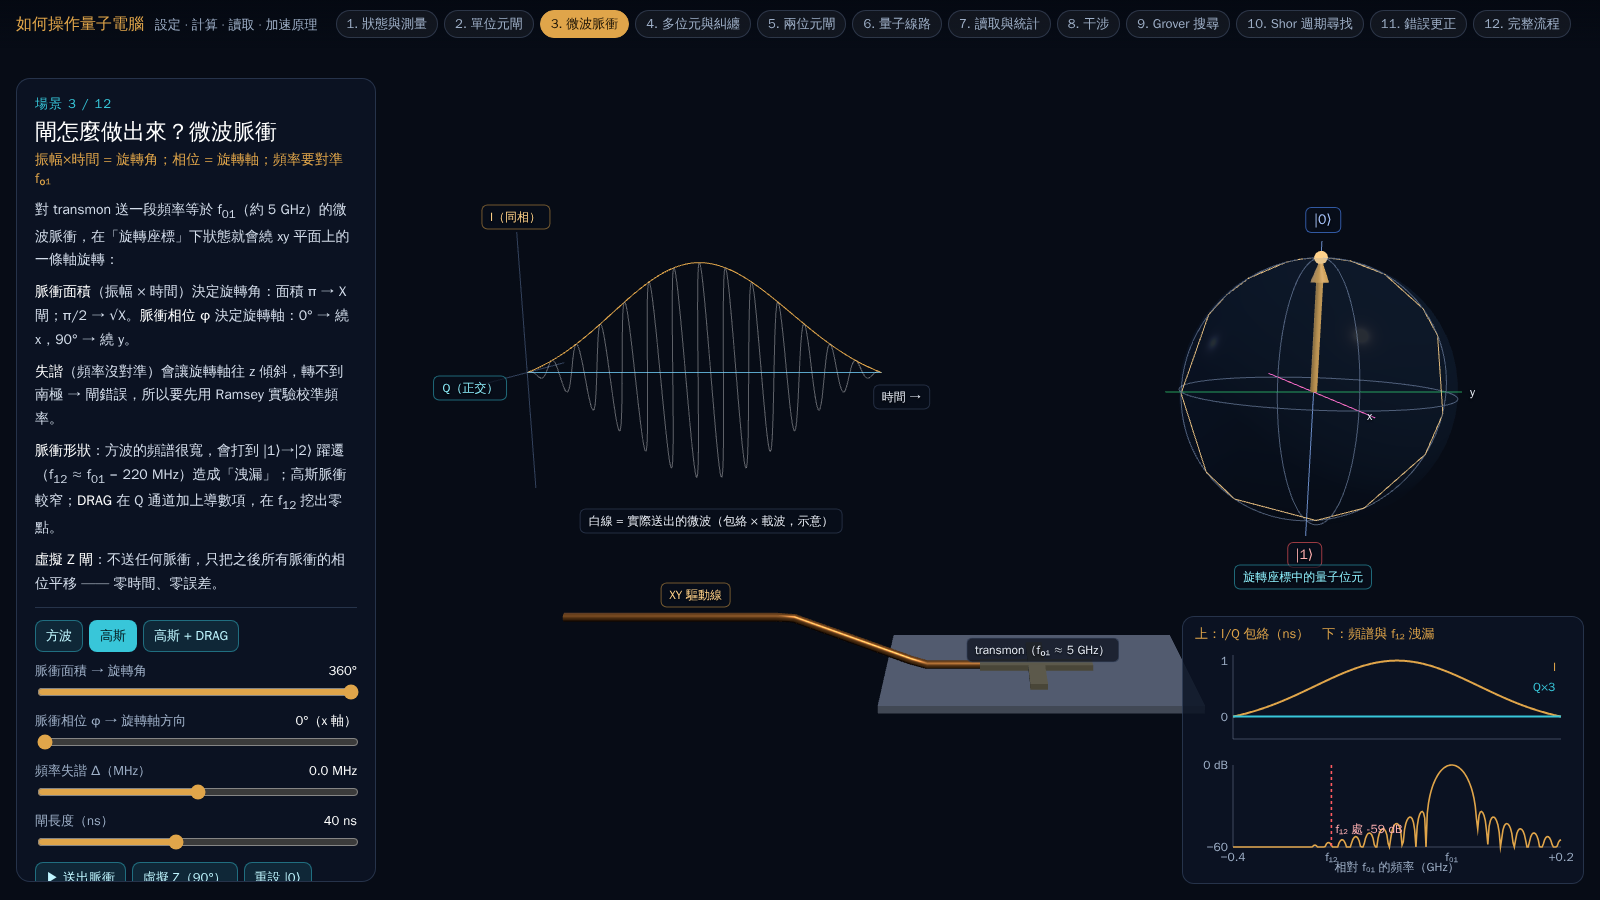 如何操作量子電腦 設定 · 計算 · 讀取 · 加速原理 1. 狀態與測量 2. 單位元閘 3. 微波脈衝 4. 多位元與糾纏 5. 兩位元閘 6. 量子線路 7. 讀取與統計 8. 干涉 9. Grover 搜尋 10. Shor 週期尋找 11. 錯誤更正 12. 完整流程
場景 3 / 12
閘怎麼做出來？微波脈衝
振幅×時間 = 旋轉角；相位 = 旋轉軸；頻率要對準
f₀₁
對 transmon 送一段頻率等於 f01（約 5 GHz）的微
波脈衝，在「旋轉座標」下狀態就會繞 xy 平面上的
一條軸旋轉：
脈衝面積（振幅 × 時間）決定旋轉角：面積 π → X
閘；π/2 → √X。脈衝相位 φ 決定旋轉軸：0° → 繞
x，90° → 繞 y。
失諧（頻率沒對準）會讓旋轉軸往 z 傾斜，轉不到
南極 → 閘錯誤，所以要先用 Ramsey 實驗校準頻
率。
脈衝形狀：方波的頻譜很寬，會打到 |1⟩→|2⟩ 躍遷
（f12 ≈ f01 − 220 MHz）造成「洩漏」；高斯脈衝
較窄；DRAG 在 Q 通道加上導數項，在 f12 挖出零
點。
虛擬 Z 閘：不送任何脈衝，只把之後所有脈衝的相
位平移 —— 零時間、零誤差。
方波 高斯 高斯 + DRAG
脈衝面積 → 旋轉角 360°
脈衝相位 φ → 旋轉軸方向 0°（x 軸）
頻率失諧 Δ（MHz） 0.0 MHz
閘長度（ns） 40 ns
▶ 送出脈衝 虛擬 Z（90°） 重設 |0⟩
I（同相）
Q（正交）
時間 →
白線 = 實際送出的微波（包絡 × 載波，示意）
XY 驅動線
transmon（f₀₁ ≈ 5 GHz）
|0⟩
y
x
|1⟩
旋轉座標中的量子位元
上：I/Q 包絡（ns） 下：頻譜與 f₁₂ 洩漏
1
I
Q×3
0
0 dB
f₁₂ 處 -59 dB
−60
−0.4 f₁₂ f₀₁ +0.2
相對 f₀₁ 的頻率（GHz）